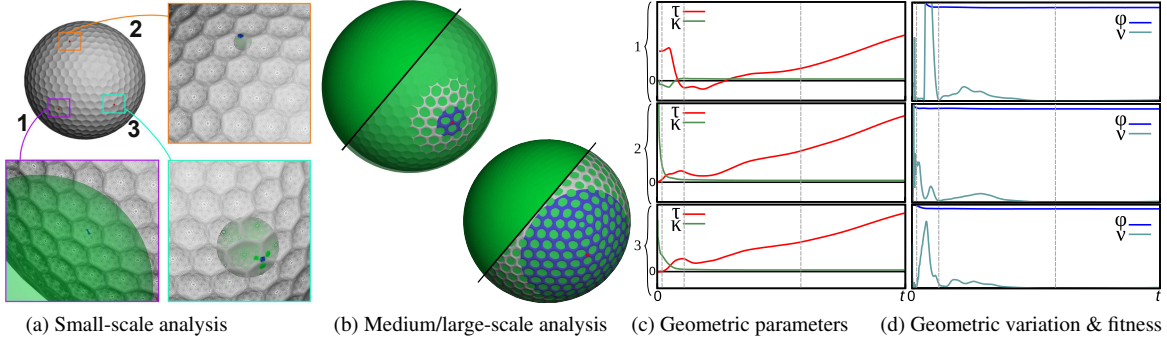 2
1
3
1
τ
κ
0
2
τ
κ
0
3
τ
κ
0
0
t
φ
ν
φ
ν
φ
ν
0
t
(a) Small-scale analysis
(b) Medium/large-scale analysis
(c) Geometric parameters
(d) Geometric variation & fitness